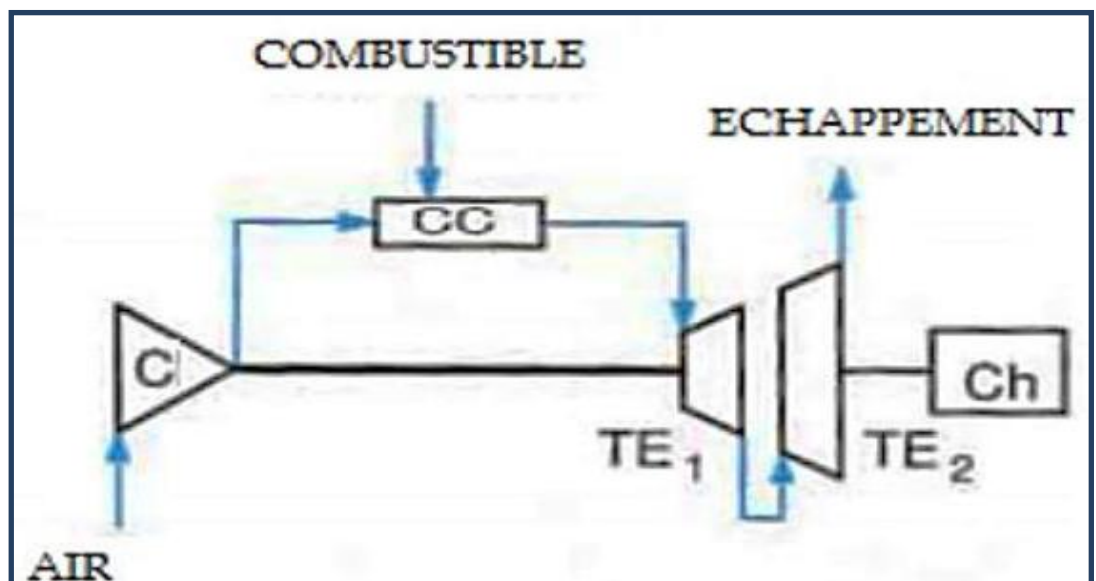 COMBUSTIBLE
ECHAPPEMENT
CC
C
TE1
TE2
Ch
AIR